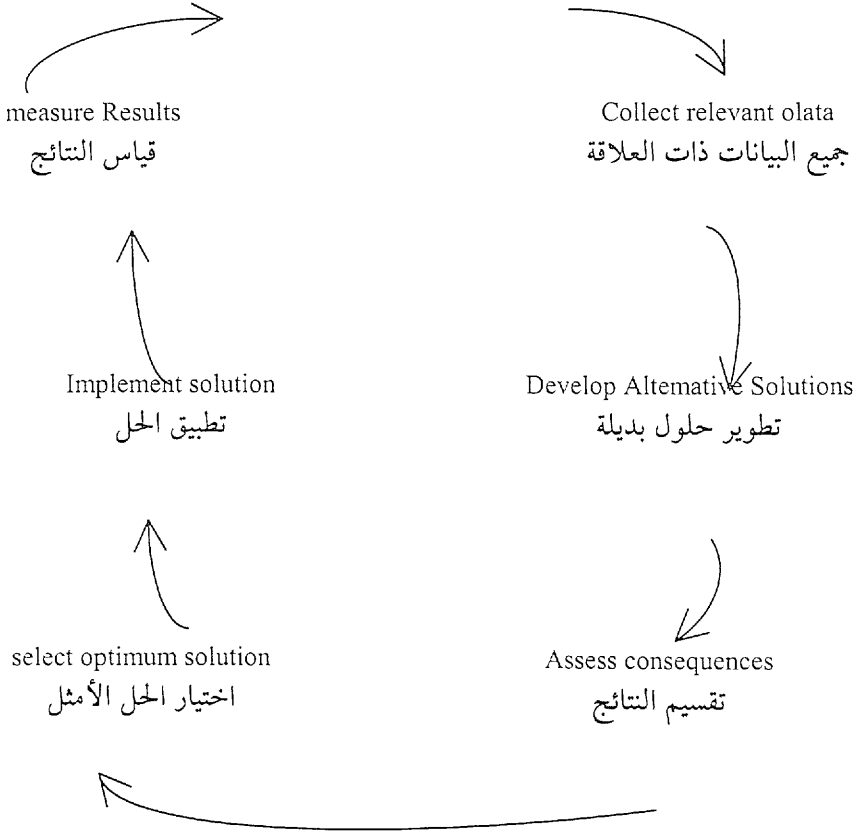 measure Results
قياس النتائج
Collect relevant olata
جميع البيانات ذات العلاقة
Implement solution
تطبيق الحل
Develop Altemative Solutions
تطوير حلول بديلة
select optimum solution
اختيار الحل الأمثل
Assess consequences
تقسيم النتائج